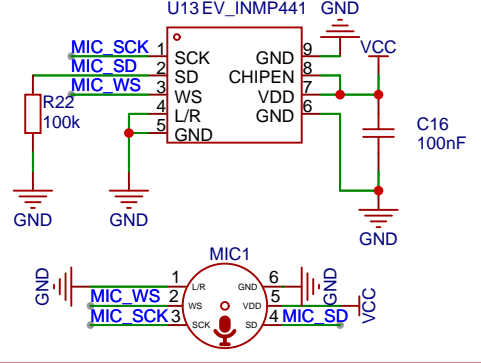 U13 EV_INMP441 GND
MIC_SCK 1 SCK GND 9 VCC
MIC_SD 2 SD CHIPEN 8
MIC_WS 3 WS VDD 7
R22 4 L/R GND 6
100k 5 GND
C16
100nF
GND GND GND
MIC1
GND 1 L/R GND 6 GND
MIC_WS 2 WS VDD 5 VCC
MIC_SCK 3 SCK SD 4 MIC_SD